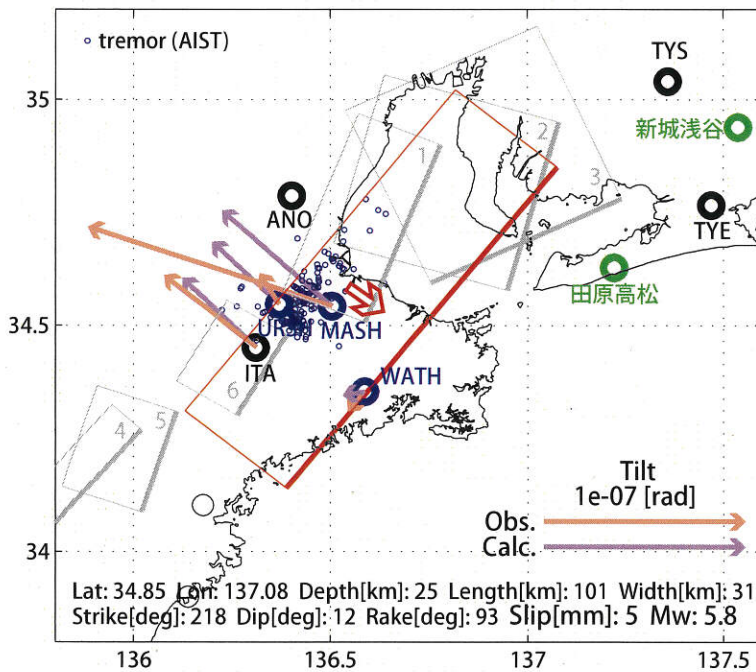 tremor (AIST)
TYS
35
新城浅谷
1
2
3
ANO
TYE
田原高松
34.5
MASH
ITA
WATH
6
5
4
Tilt
1e-07 [rad]
Obs.
Calc.
34
Lat: 34.85 Lon: 137.08 Depth[km]: 25 Length[km]: 101 Width[km]: 31
Strike[deg]: 218 Dip[deg]: 12 Rake[deg]: 93 Slip[mm]: 5 Mw: 5.8
136
136.5
137
137.5